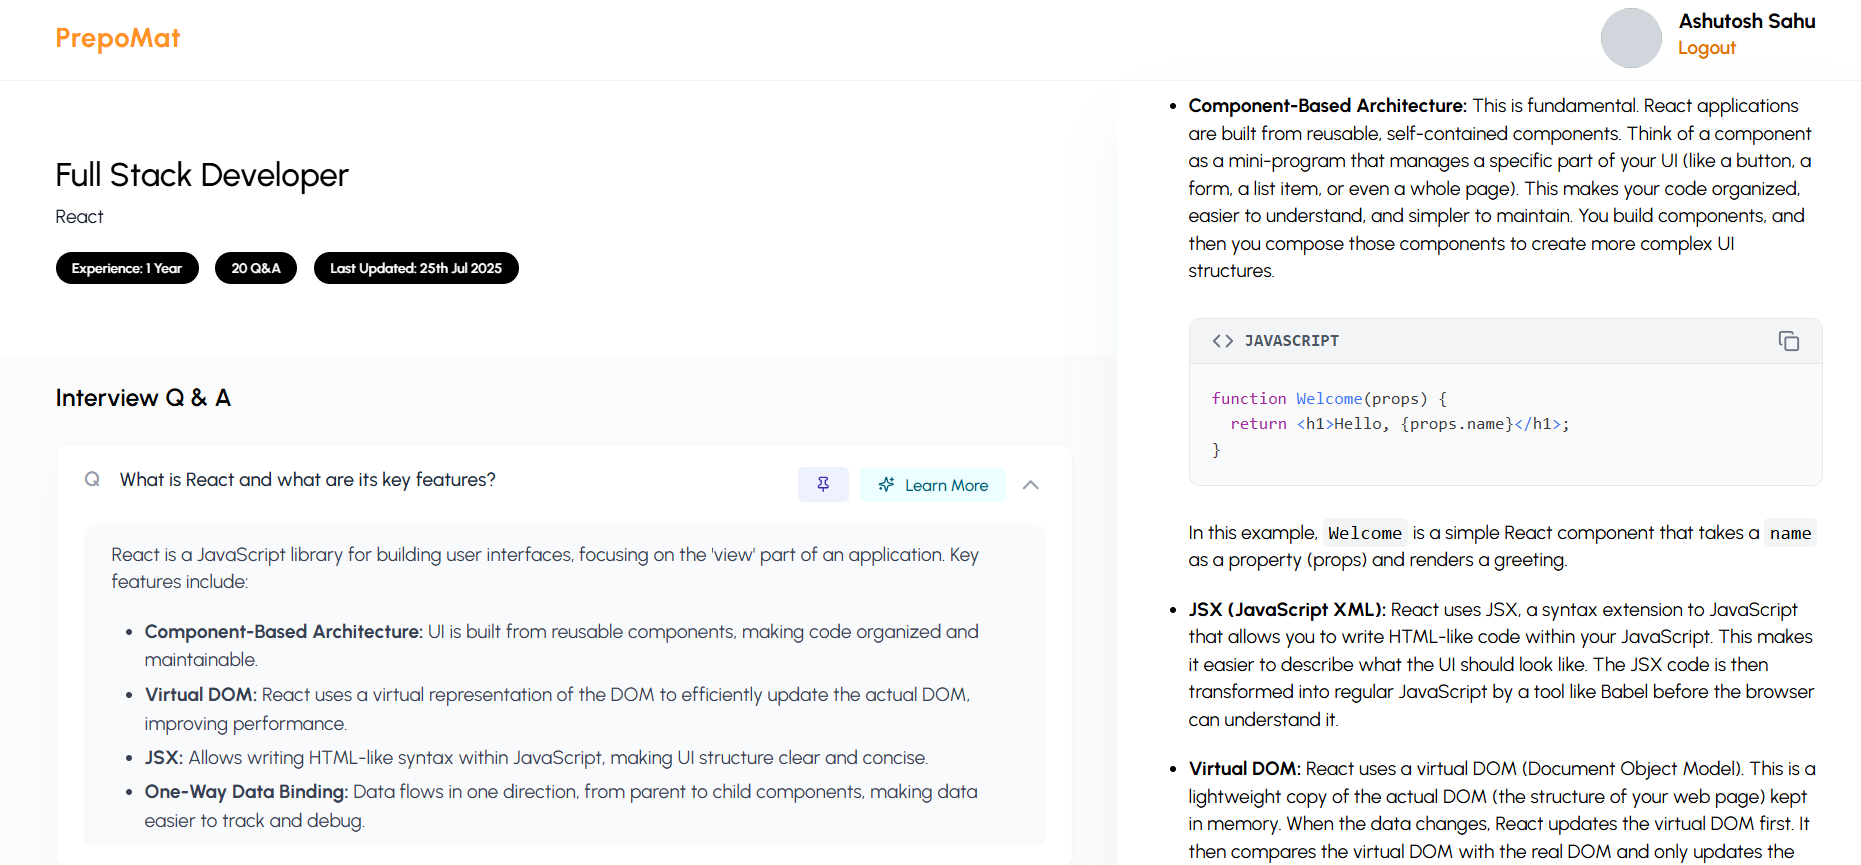 PrepoMat
Ashutosh Sahu
Logout
Full Stack Developer
React
Experience: 1 Year
20 Q&A
Last Updated: 25th Jul 2025
Interview Q & A
Q What is React and what are its key features?
Learn More
React is a JavaScript library for building user interfaces, focusing on the 'view' part of an application. Key
features include:
• Component-Based Architecture: UI is built from reusable components, making code organized and
maintainable.
• Virtual DOM: React uses a virtual representation of the DOM to efficiently update the actual DOM,
improving performance.
• JSX: Allows writing HTML-like syntax within JavaScript, making UI structure clear and concise.
• One-Way Data Binding: Data flows in one direction, from parent to child components, making data
easier to track and debug.
• Component-Based Architecture: This is fundamental. React applications
are built from reusable, self-contained components. Think of a component
as a mini-program that manages a specific part of your UI (like a button, a
form, a list item, or even a whole page). This makes your code organized,
easier to understand, and simpler to maintain. You build components, and
then you compose those components to create more complex UI
structures.
<> JAVASCRIPT
function Welcome(props) {
  return <h1>Hello, {props.name}</h1>;
}
In this example, Welcome is a simple React component that takes a name
as a property (props) and renders a greeting.
• JSX (JavaScript XML): React uses JSX, a syntax extension to JavaScript
that allows you to write HTML-like code within your JavaScript. This makes
it easier to describe what the UI should look like. The JSX code is then
transformed into regular JavaScript by a tool like Babel before the browser
can understand it.
• Virtual DOM: React uses a virtual DOM (Document Object Model). This is a
lightweight copy of the actual DOM (the structure of your web page) kept
in memory. When the data changes, React updates the virtual DOM first. It
then compares the virtual DOM with the real DOM and only updates the